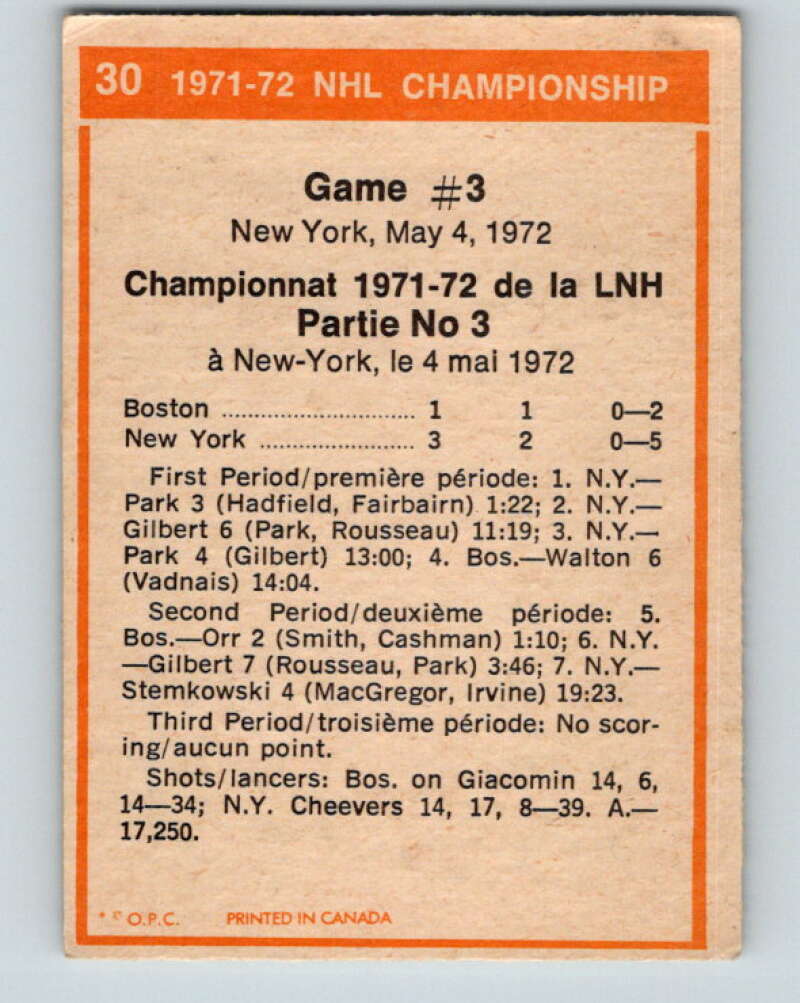 30 1971-72 NHL CHAMPIONSHIP
Game #3
New York, May 4, 1972
Championnat 1971-72 de la LNH
Partie No 3
à New-York, le 4 mai 1972
Boston ............................ 1 1 0—2
New York ...................... 3 2 0—5
First Period/première période: 1. N.Y.—
Park 3 (Hadfield, Fairbairn) 1:22; 2. N.Y.—
Gilbert 6 (Park, Rousseau) 11:19; 3. N.Y.—
Park 4 (Gilbert) 13:00; 4. Bos.—Walton 6
(Vadnais) 14:04.
Second Period/deuxième période: 5.
Bos.—Orr 2 (Smith, Cashman) 1:10; 6. N.Y.
—Gilbert 7 (Rousseau, Park) 3:46; 7. N.Y.—
Stemkowski 4 (MacGregor, Irvine) 19:23.
Third Period/troisième période: No scor-
ing/aucun point.
Shots/lancers: Bos. on Giacomin 14, 6,
14—34; N.Y. Cheevers 14, 17, 8—39. A.—
17,250.
* © O.P.C. PRINTED IN CANADA